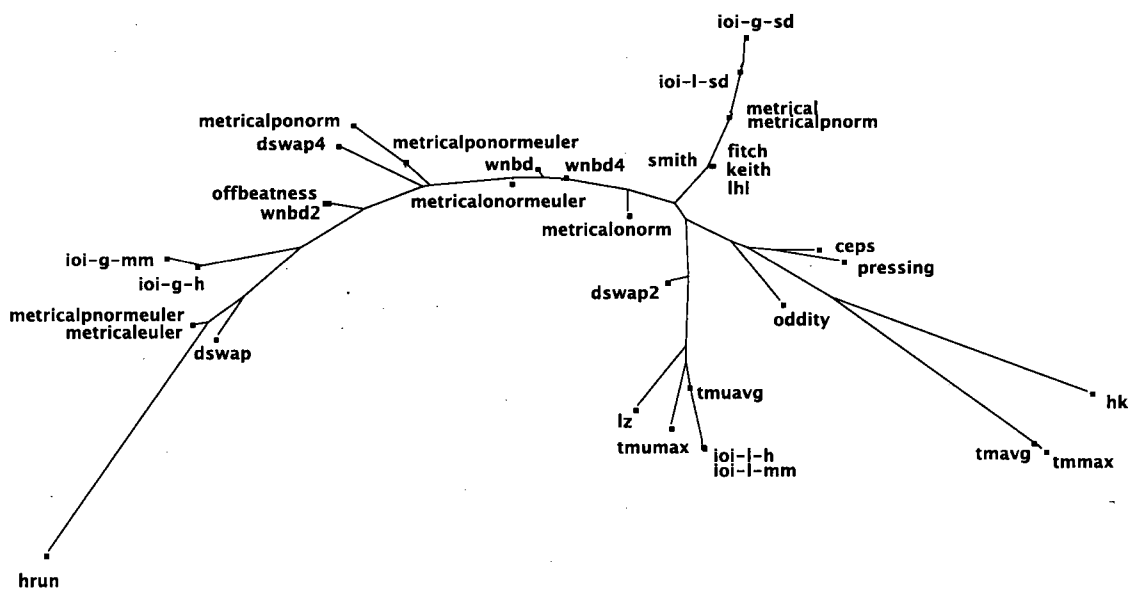 ioi-g-sd
ioi-l-sd
metrical
metricalpnorm
metricalponorm
dswap4
metricalponormeuler
wnbd
wnbd4
smith
fitch
keith
lhl
offbeatness
wnbd2
metricalonormeuler
metricalonorm
ioi-g-mm
ioi-g-h
ceps
pressing
dswap2
oddity
metricalpnormeuler
metricaleuler
dswap
tmuavg
hk
lz
tmumax
ioi-l-h
ioi-l-mm
tmavg
tmmax
hrun